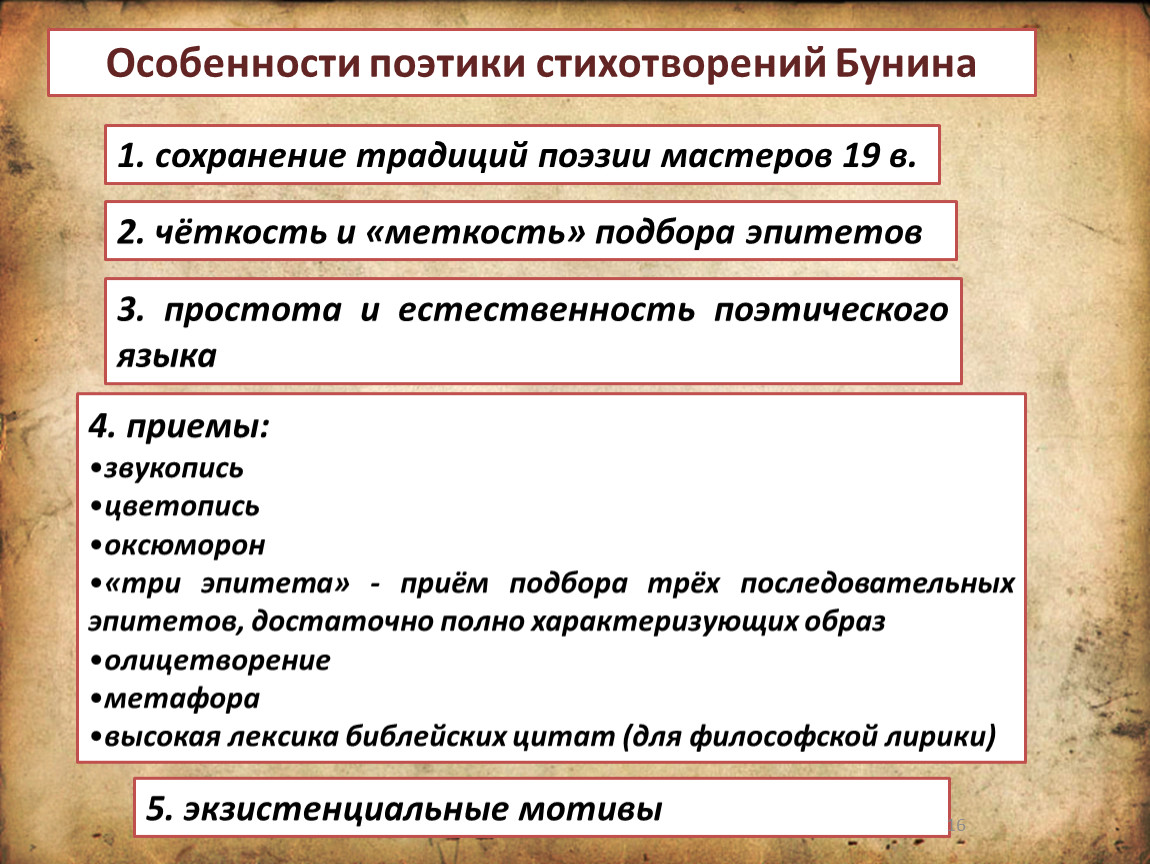 Особенности поэтики стихотворений Бунина
1. сохранение традиций поэзии мастеров 19 в.
2. чёткость и «меткость» подбора эпитетов
3. простота и естественность поэтического
языка
4. приемы:
•звукопись
•цветопись
•оксюморон
•«три эпитета» - приём подбора трёх последовательных
эпитетов, достаточно полно характеризующих образ
•олицетворение
•метафора
•высокая лексика библейских цитат (для философской лирики)
5. экзистенциальные мотивы
16